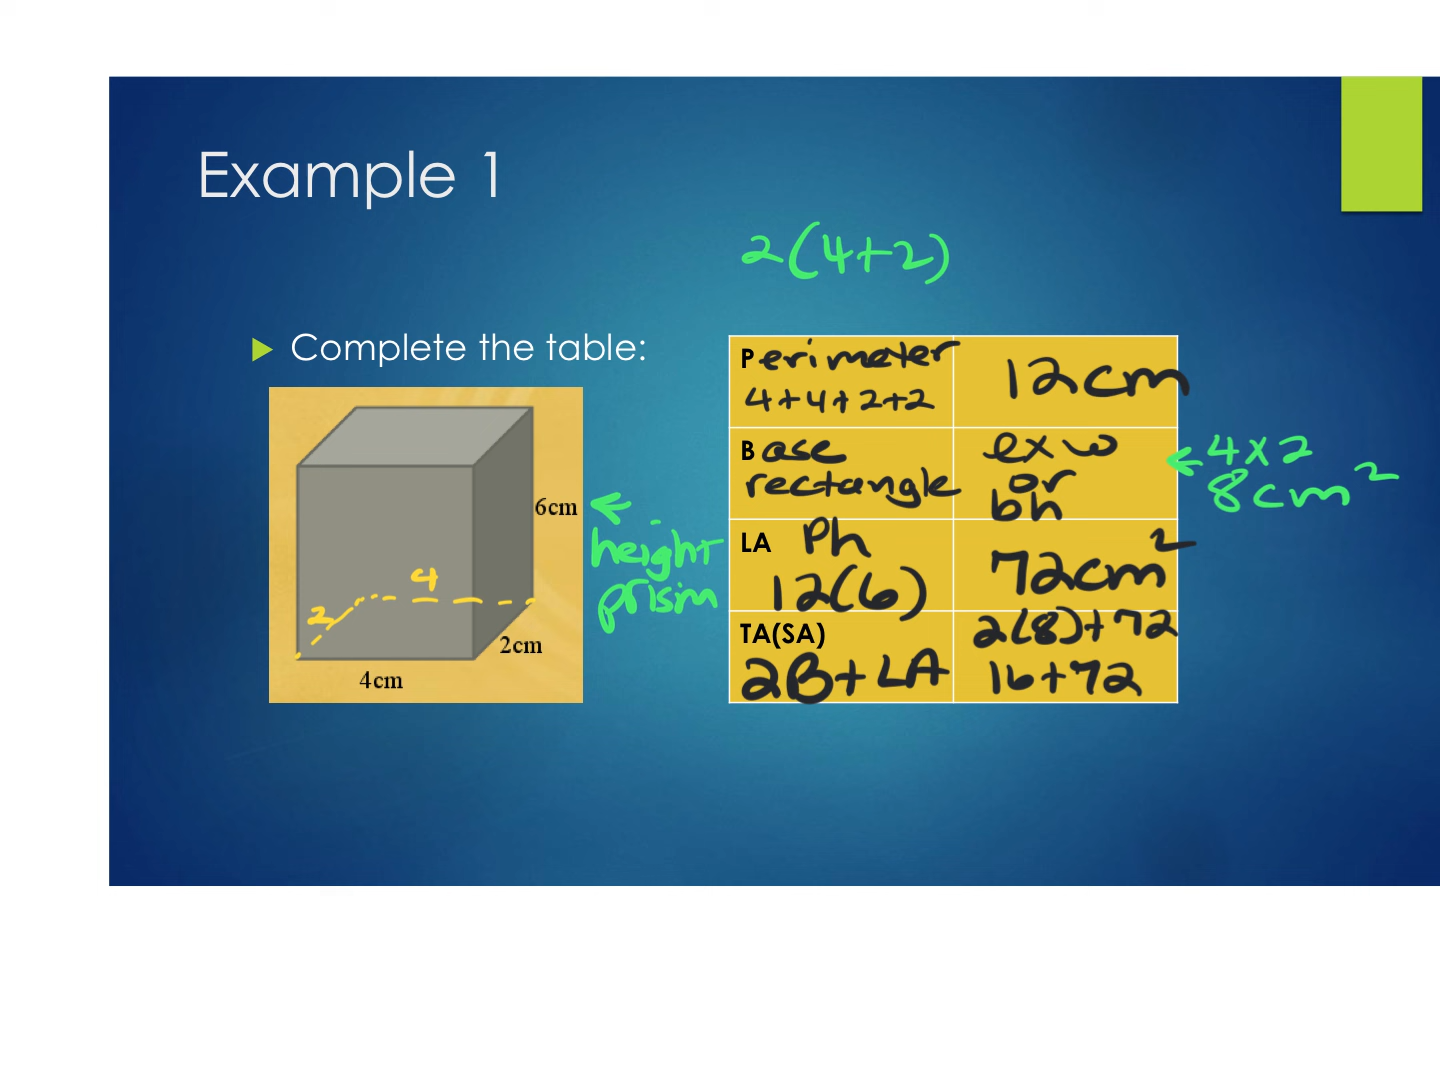 Example 1
2(4+2)
Complete the table:
6cm
4
2
2cm
4cm
height
prism
Perimeter
4+4+2+2
12cm
Base
rectangle
l x w
or
bh
4x2
8cm²
LA Ph
12(6)
72cm²
TA(SA)
2B+LA
2(8)+72
16+72